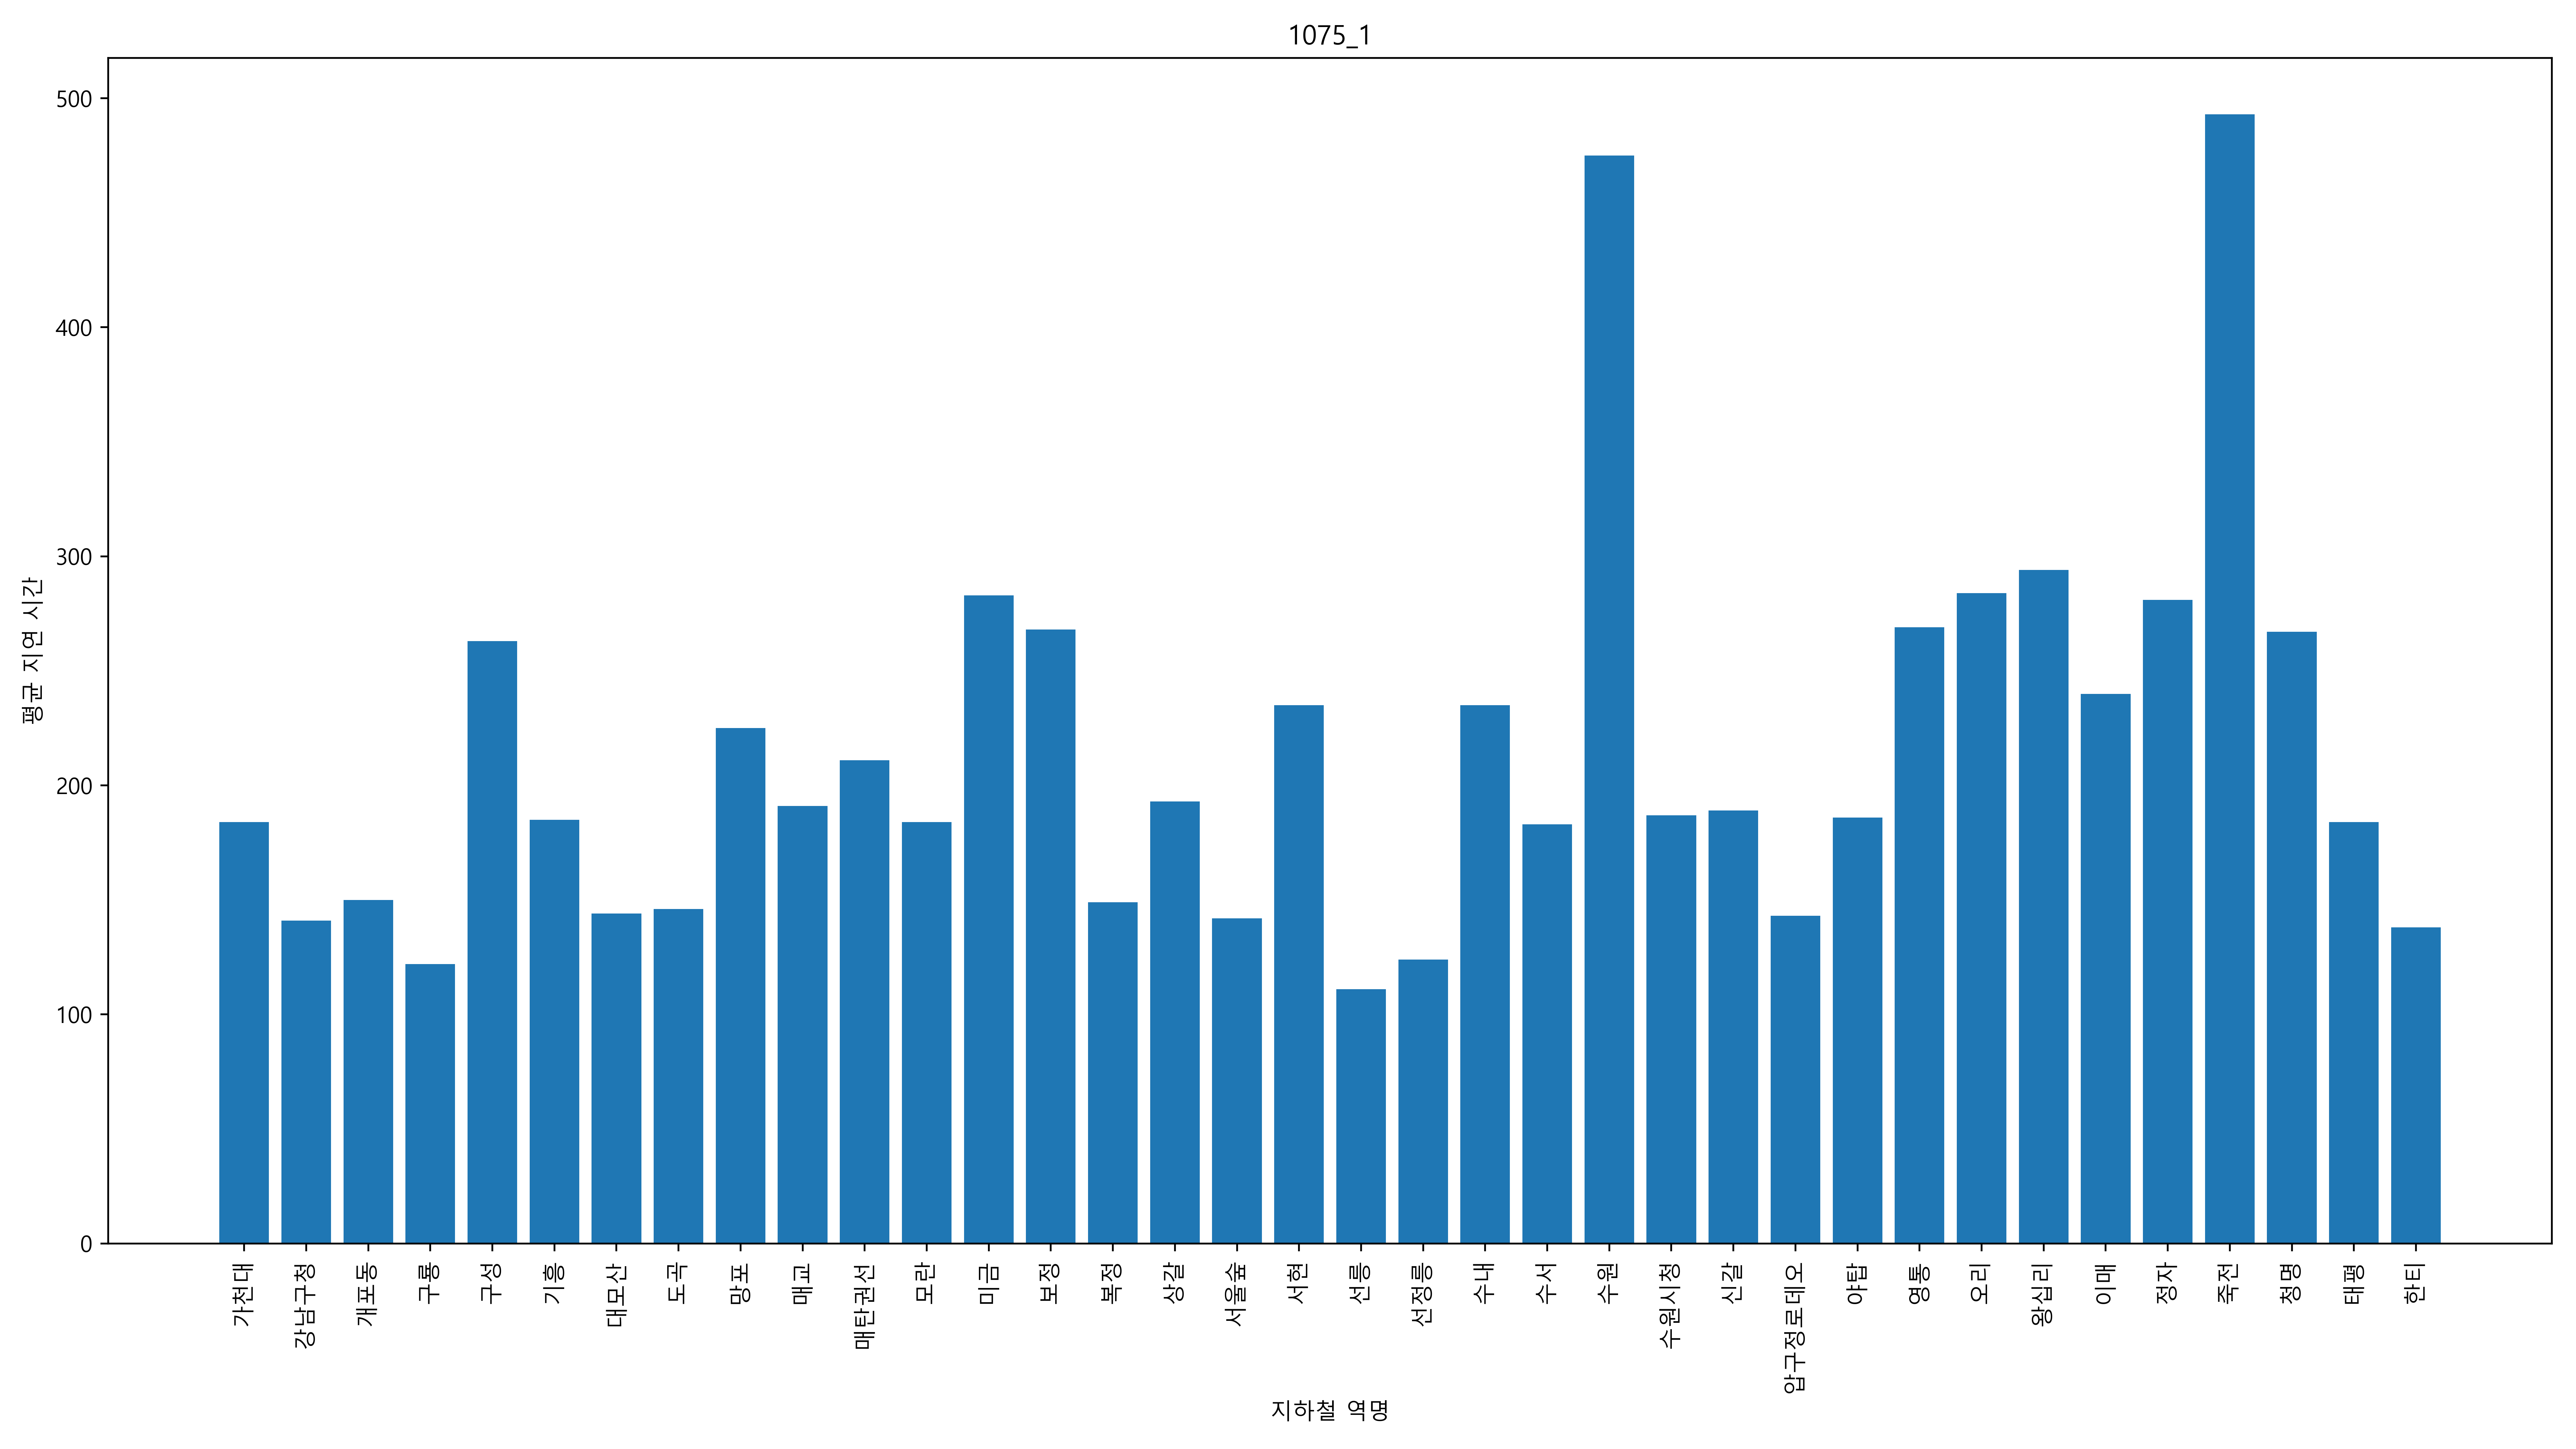 1075_1
평균 지연 시간
500
400
300
200
100
0
가천대
강남구청
개포동
구룡
구성
기흥
대모산
도곡
망포
매교
매탄권선
모란
미금
보정
복정
상갈
서울숲
서현
선릉
선정릉
수내
수서
수원
수원시청
신갈
압구정로데오
야탑
영통
오리
왕십리
이매
정자
죽전
청명
태평
한티
지하철 역명